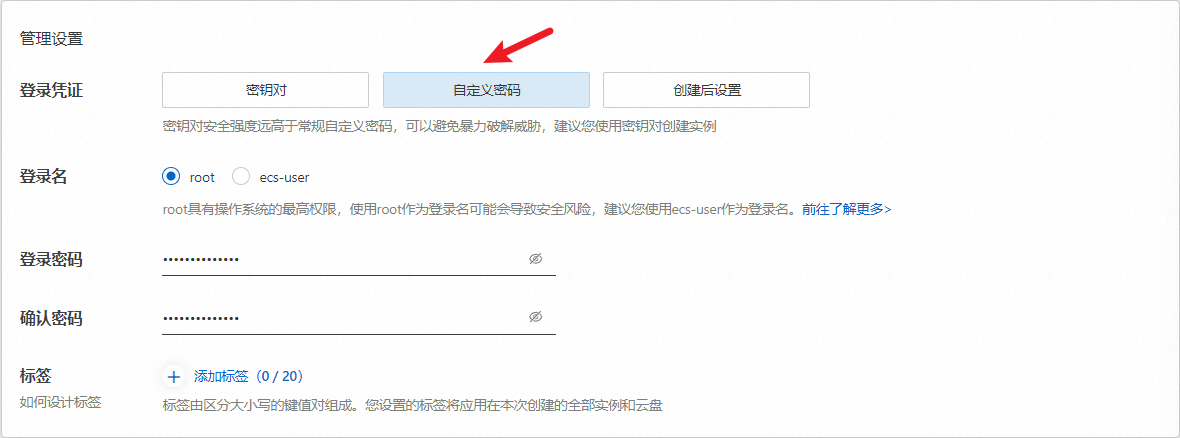 管理设置
登录凭证 密钥对 自定义密码 创建后设置
密钥对安全强度远高于常规自定义密码，可以避免暴力破解威胁，建议您使用密钥对创建实例
登录名 root ecs-user
root具有操作系统的最高权限，使用root作为登录名可能会导致安全风险，建议您使用ecs-user作为登录名。前往了解更多>
登录密码 ••••••••••••••
确认密码 ••••••••••••••
标签 + 添加标签（0 / 20）
如何设计标签 标签由区分大小写的键值对组成。您设置的标签将应用在本次创建的全部实例和云盘